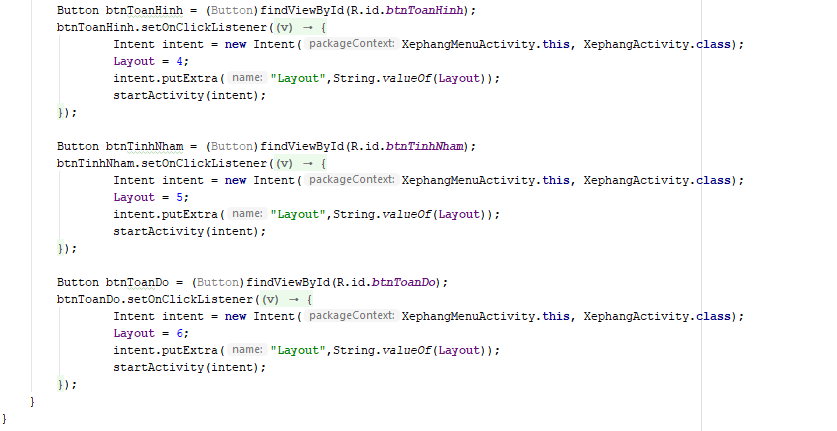 Button btnToanHinh = (Button)findViewById(R.id.btnToanHinh);
btnToanHinh.setOnClickListener((v) → {
Intent intent = new Intent( packageContext: XephangMenuActivity.this, XephangActivity.class);
Layout = 4;
intent.putExtra( name: "Layout",String.valueOf(Layout));
startActivity(intent);
});
Button btnTinhNham = (Button)findViewById(R.id.btnTinhNham);
btnTinhNham.setOnClickListener((v) → {
Intent intent = new Intent( packageContext: XephangMenuActivity.this, XephangActivity.class);
Layout = 5;
intent.putExtra( name: "Layout",String.valueOf(Layout));
startActivity(intent);
});
Button btnToanDo = (Button)findViewById(R.id.btnToanDo);
btnToanDo.setOnClickListener((v) → {
Intent intent = new Intent( packageContext: XephangMenuActivity.this, XephangActivity.class);
Layout = 6;
intent.putExtra( name: "Layout",String.valueOf(Layout));
startActivity(intent);
});
}
}